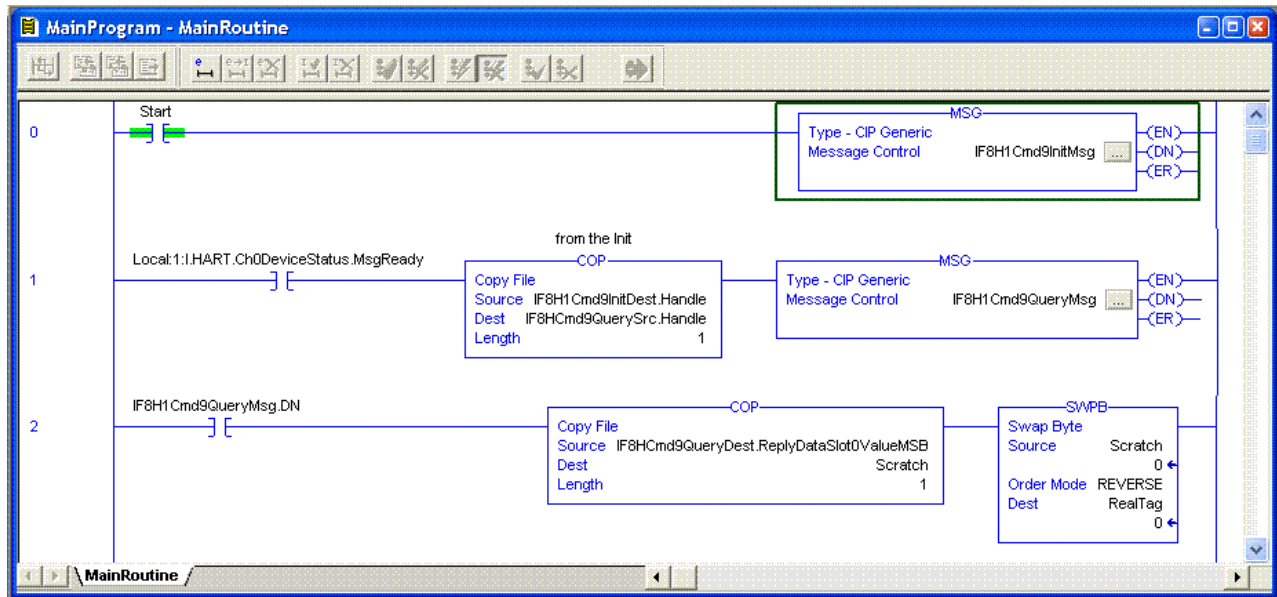 MainProgram - MainRoutine
Start
0
MSG
Type - CIP Generic
Message Control IF8H1Cmd9InitMsg ...
(EN)
(DN)
(ER)
from the Init
Local:1:I.HART.Ch0DeviceStatus.MsgReady
1
COP
Copy File
Source IF8H1Cmd9InitDest.Handle
Dest IF8HCmd9QuerySrc.Handle
Length 1
MSG
Type - CIP Generic
Message Control IF8H1Cmd9QueryMsg ...
(EN)
(DN)
(ER)
IF8H1Cmd9QueryMsg.DN
2
COP
Copy File
Source IF8HCmd9QueryDest.ReplyDataSlot0ValueMSB
Dest Scratch
Length 1
SWPB
Swap Byte
Source Scratch
0
Order Mode REVERSE
Dest RealTag
0
MainRoutine